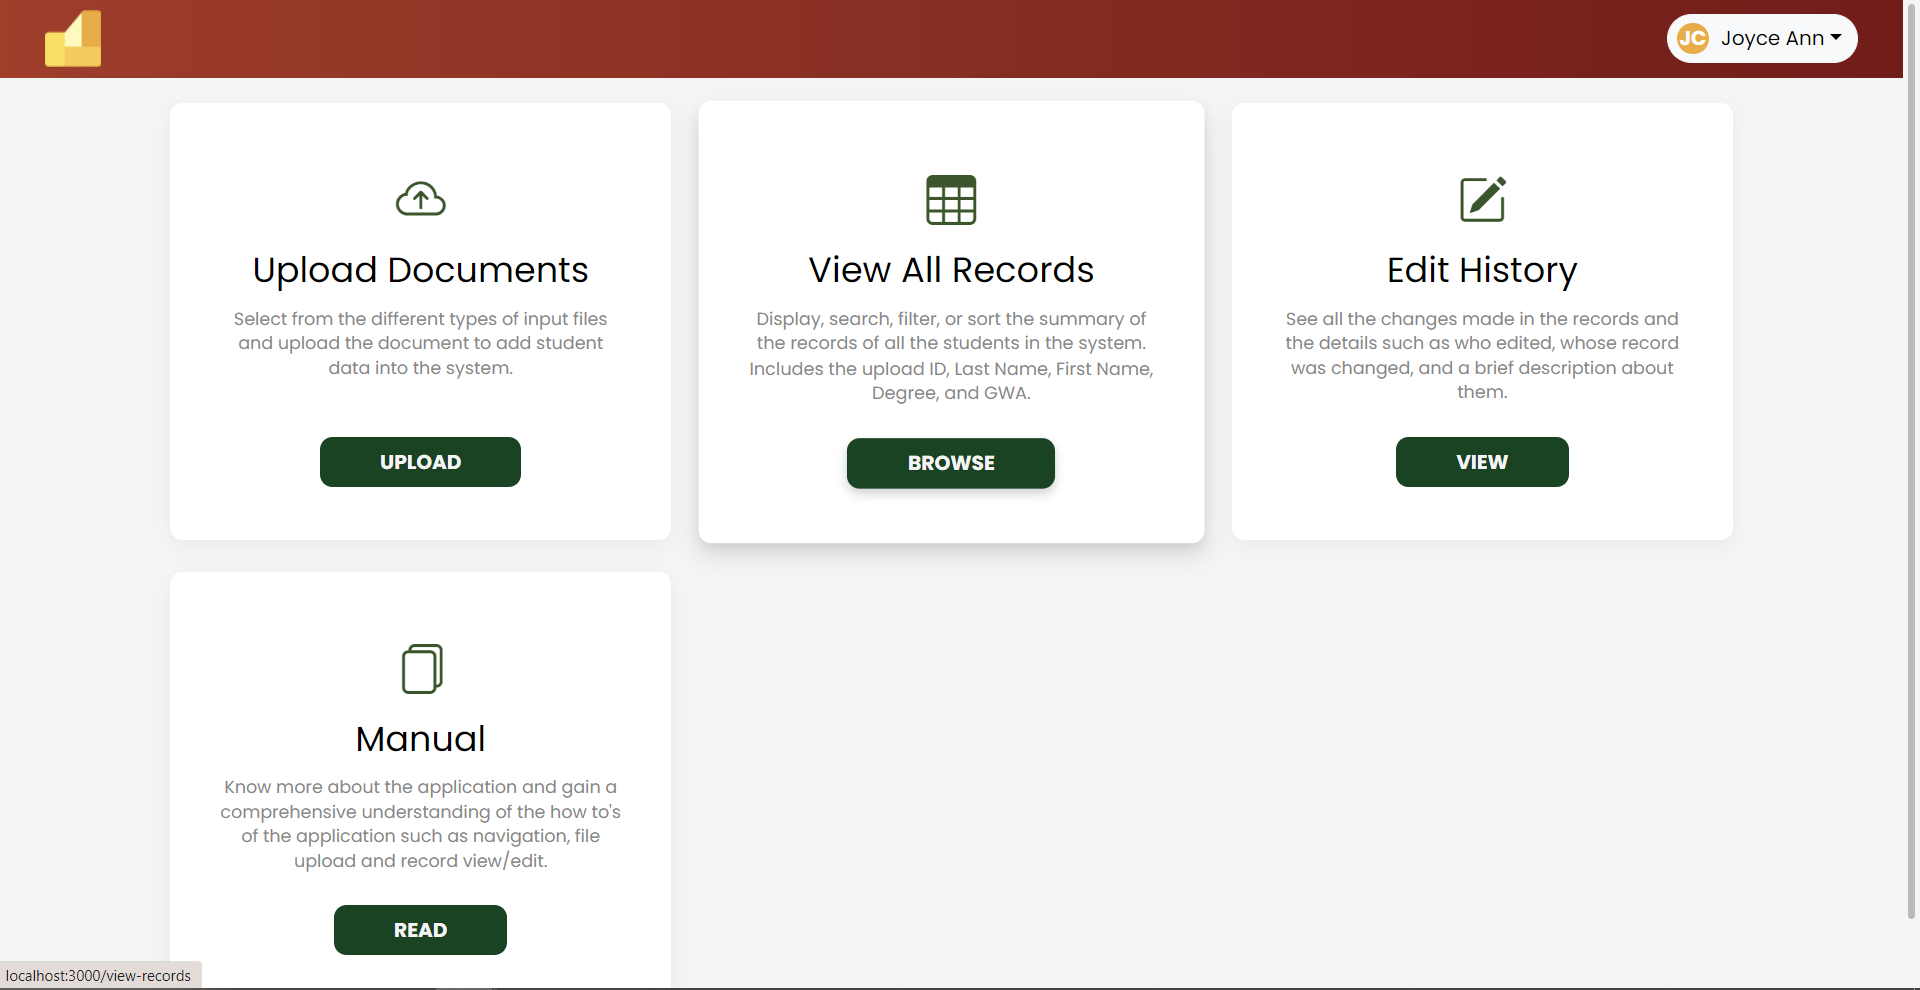 JC Joyce Ann
Upload Documents
Select from the different types of input files
and upload the document to add student
data into the system.
UPLOAD
View All Records
Display, search, filter, or sort the summary of
the records of all the students in the system.
Includes the upload ID, Last Name, First Name,
Degree, and GWA.
BROWSE
Edit History
See all the changes made in the records and
the details such as who edited, whose record
was changed, and a brief description about
them.
VIEW
Manual
Know more about the application and gain a
comprehensive understanding of the how to's
of the application such as navigation, file
upload and record view/edit.
READ
localhost:3000/view-records